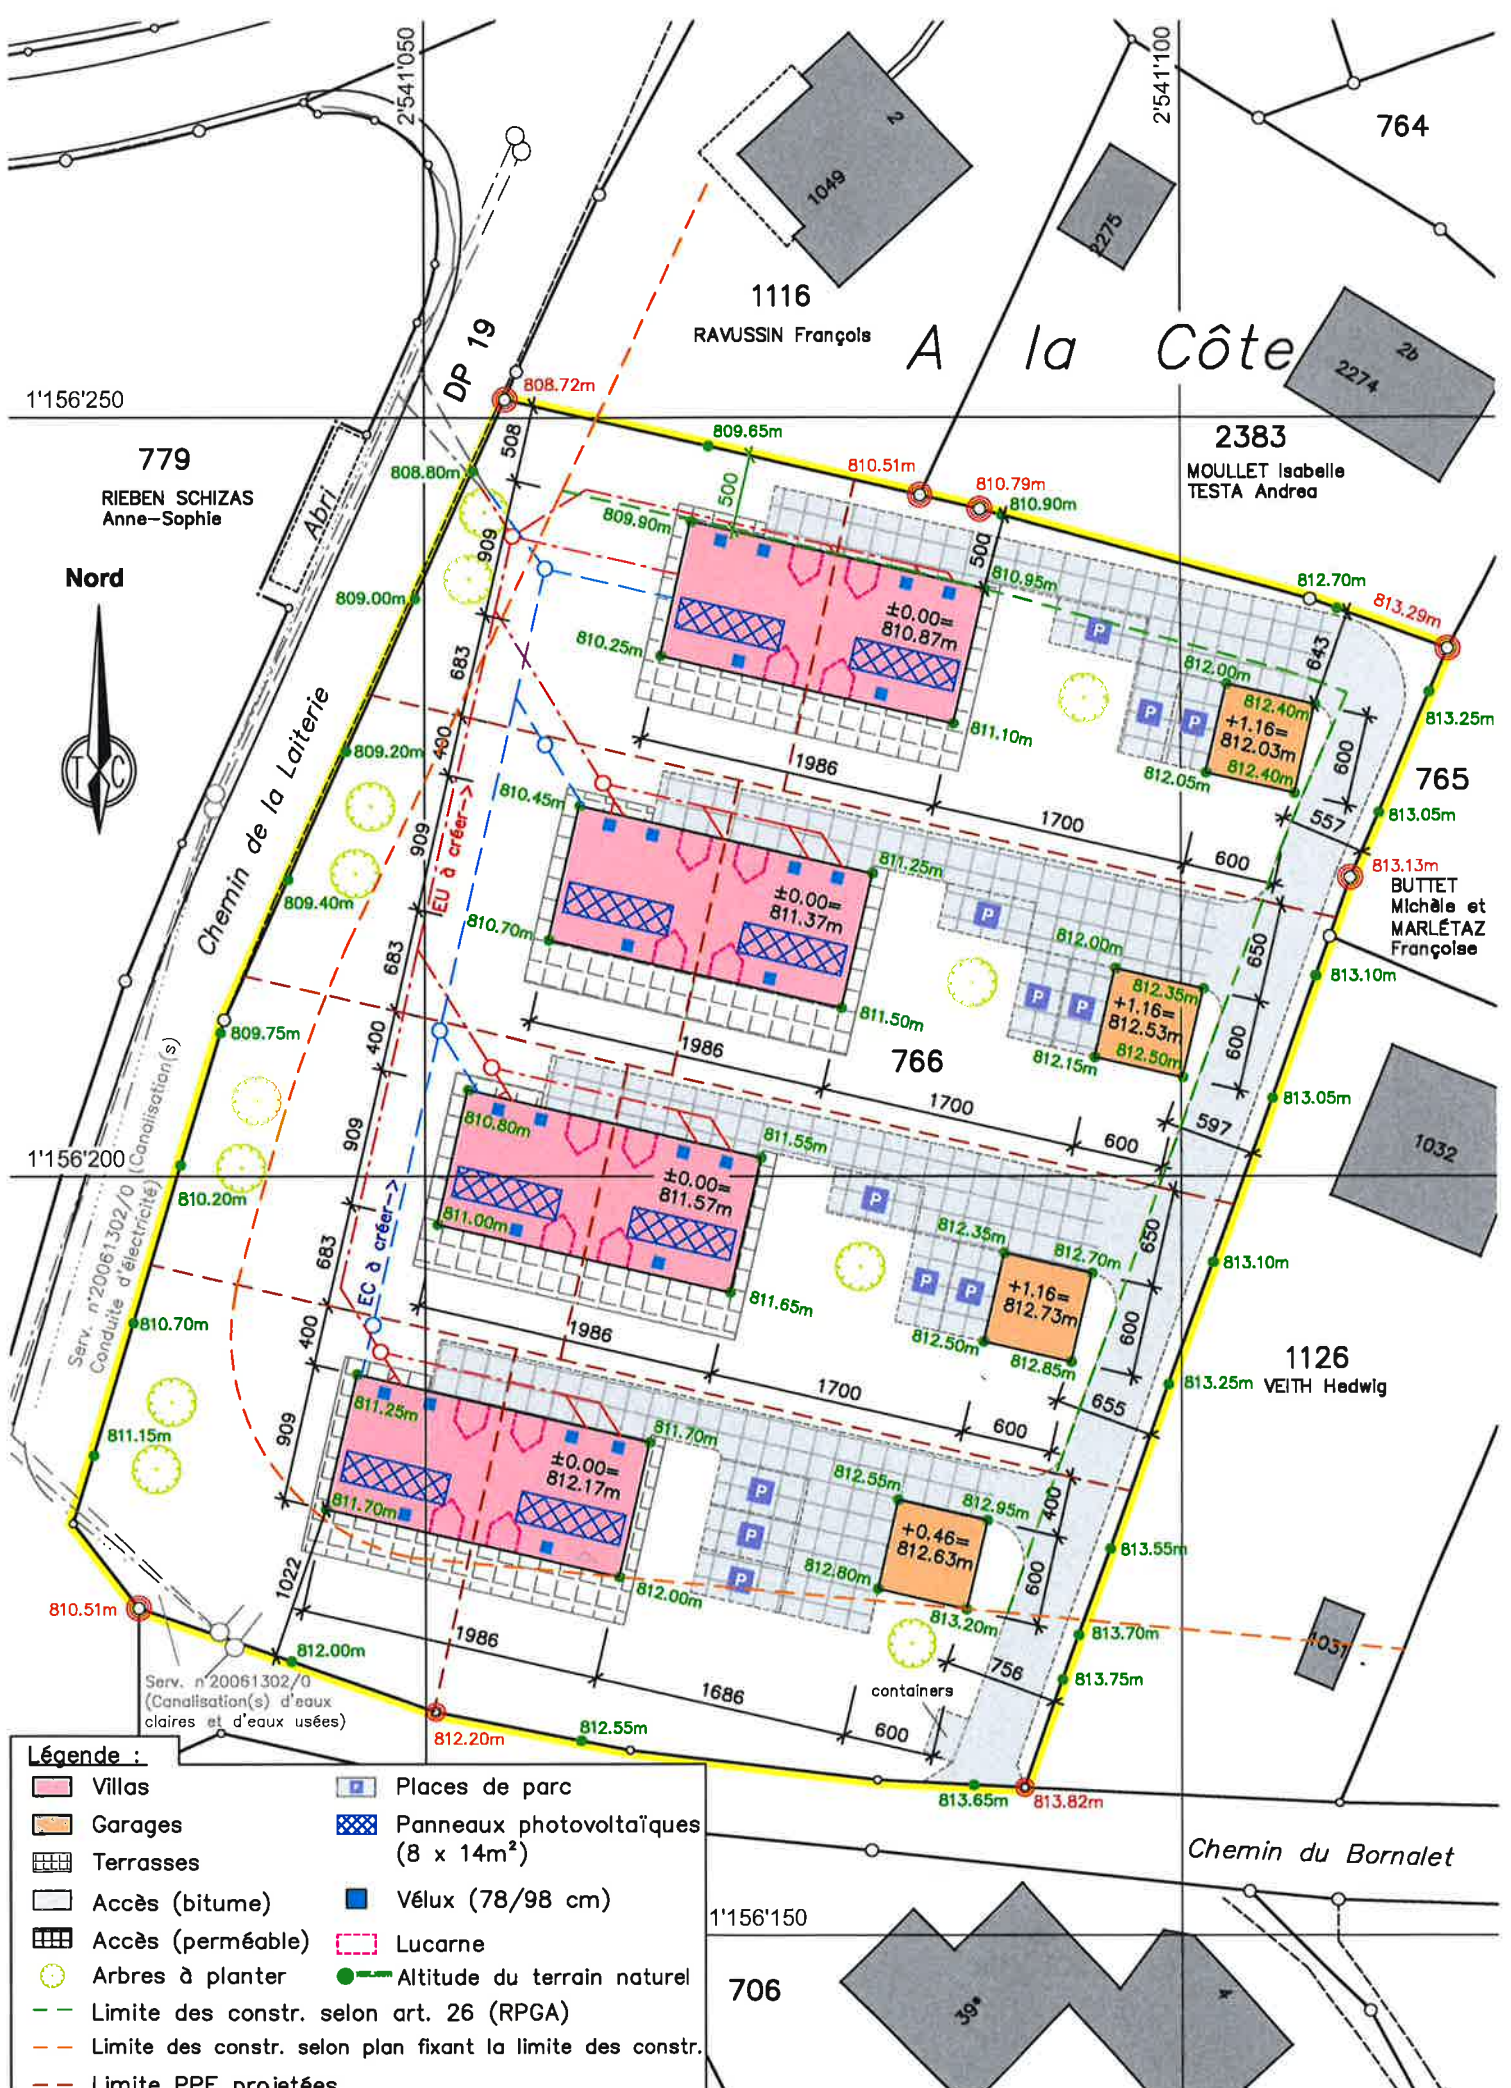 2'541'050
2'541'100
764
2
1049
2275
1116
RAVUSSIN François
A la Côte
2b
2274
DP 19
808.72m
1'156'250
779
RIEBEN SCHIZAS
Anne-Sophie
Abri
2383
MOULLET Isabelle
TESTA Andrea
809.65m
810.51m
810.79m
810.90m
808.80m
508
500
500
809.90m
810.95m
812.70m
813.29m
909
Nord
T C
809.00m
±0.00=
810.87m
P
643
810.25m
683
812.00m
812.40m
+1.16=
812.03m
P
P
813.25m
811.10m
812.05m
812.40m
600
765
Chemin de la Laiterie
809.20m
400
1986
1700
600
557
813.05m
810.45m
909
EU à créer->
811.25m
813.13m
BUTTET
Michèle et
MARLÉTAZ
Françoise
809.40m
±0.00=
811.37m
P
812.00m
650
810.70m
683
812.35m
+1.16=
812.53m
P
P
813.10m
811.50m
812.15m
812.50m
600
809.75m
400
1986
766
1700
600
597
813.05m
810.80m
909
811.55m
1032
1'156'200
±0.00=
811.57m
P
Serv. n°20061302/0 (Canalisation(s)
Conduite d'électricité)
810.20m
811.00m
812.35m
812.70m
650
813.10m
683
EC à créer->
P
P
+1.16=
812.73m
811.65m
812.50m
812.85m
600
810.70m
400
1986
1700
600
655
1126
VEITH Hedwig
813.25m
811.25m
909
811.70m
811.15m
±0.00=
812.17m
P
P
P
812.55m
812.95m
400
811.70m
+0.46=
812.63m
813.55m
812.00m
812.80m
813.20m
600
810.51m
1022
1031
813.70m
812.00m
1986
756
813.75m
Serv. n°20061302/0
(Canalisation(s) d'eaux
claires et d'eaux usées)
1686
600
containers
812.20m
812.55m
813.65m
813.82m
Légende :
Villas
P
Places de parc
Garages
Panneaux photovoltaïques
(8 x 14m²)
Terrasses
Accès (bitume)
Vélux (78/98 cm)
Accès (perméable)
Lucarne
Arbres à planter
Altitude du terrain naturel
Limite des constr. selon art. 26 (RPGA)
Limite des constr. selon plan fixant la limite des constr.
Limite PPE projetées
Chemin du Bornalet
1'156'150
706
39a
4